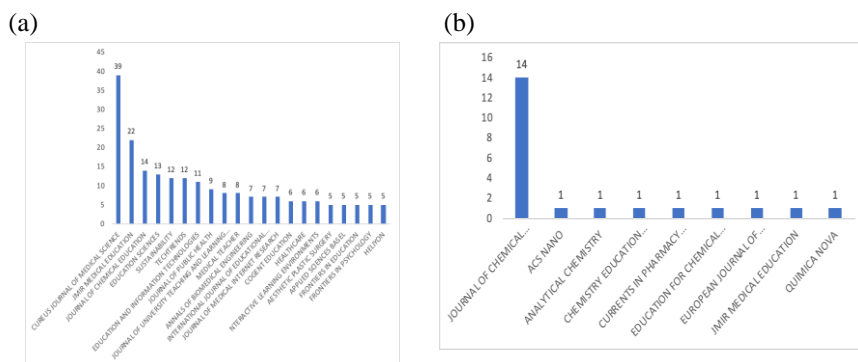 (a)
45
40
35
30
25
20
15
10
5
0
39
22
14
13
12
12
11
9
8
8
7
7
7
6
6
6
5
5
5
5
5
CUREUS JOURNAL OF MEDICAL SCIENCE
JMIR MEDICAL EDUCATION
JOURNAL OF CHEMICAL EDUCATION
EDUCATION SCIENCES
SUSTAINABILITY
TECHTRENDS
EDUCATION AND INFORMATION TECHNOLOGIES
JOURNAL OF PUBLIC HEALTH
JOURNAL OF UNIVERSITY TEACHING AND LEARNING...
MEDICAL TEACHER
ANNALS OF BIOMEDICAL ENGINEERING
INTERNATIONAL JOURNAL OF EDUCATIONAL...
JOURNAL OF MEDICAL INTERNET RESEARCH
COGENT EDUCATION
HEALTHCARE
NTERACTIVE LEARNING ENVIRONMENTS
AESTHETIC PLASTIC SURGERY
APPLIED SCIENCES BASEL
FRONTIERS IN EDUCATION
FRONTIERS IN PSYCHOLOGY
HELIYON
(b)
16
14
12
10
8
6
4
2
0
14
1
1
1
1
1
1
1
1
JOURNAL OF CHEMICAL...
ACS NANO
ANALYTICAL CHEMISTRY
CHEMISTRY EDUCATION...
CURRENTS IN PHARMACY...
EDUCATION FOR CHEMICAL...
EUROPEAN JOURNAL OF...
JMIR MEDICAL EDUCATION
QUIMICA NOVA